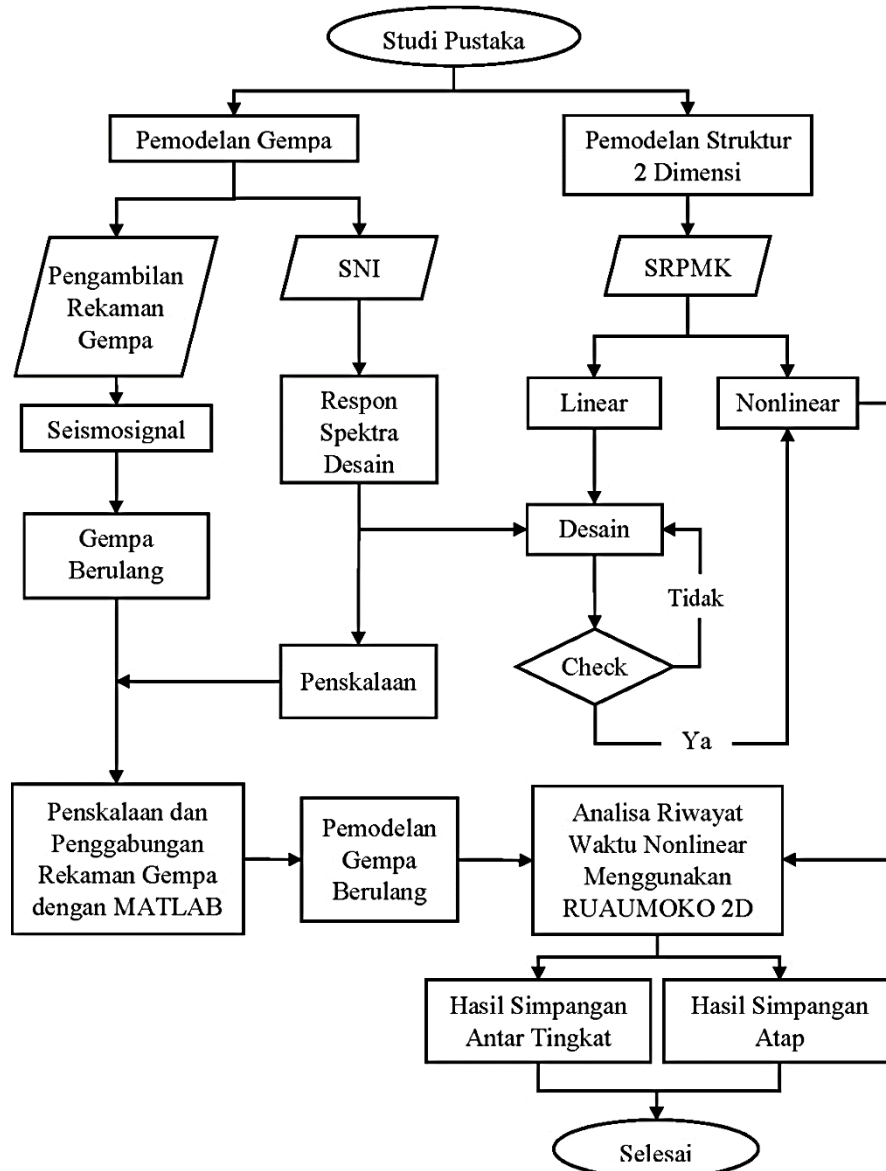 Studi Pustaka
Pemodelan Gempa
Pemodelan Struktur
2 Dimensi
Pengambilan
Rekaman
Gempa
SNI
SRPMK
Seismosignal
Respon
Spektra
Desain
Linear
Nonlinear
Gempa
Berulang
Desain
Tidak
Penskalaan
Check
Ya
Penskalaan dan
Penggabungan
Rekaman Gempa
dengan MATLAB
Pemodelan
Gempa
Berulang
Analisa Riwayat
Waktu Nonlinear
Menggunakan
RUAUMOKO 2D
Hasil Simpangan
Antar Tingkat
Hasil Simpangan
Atap
Selesai